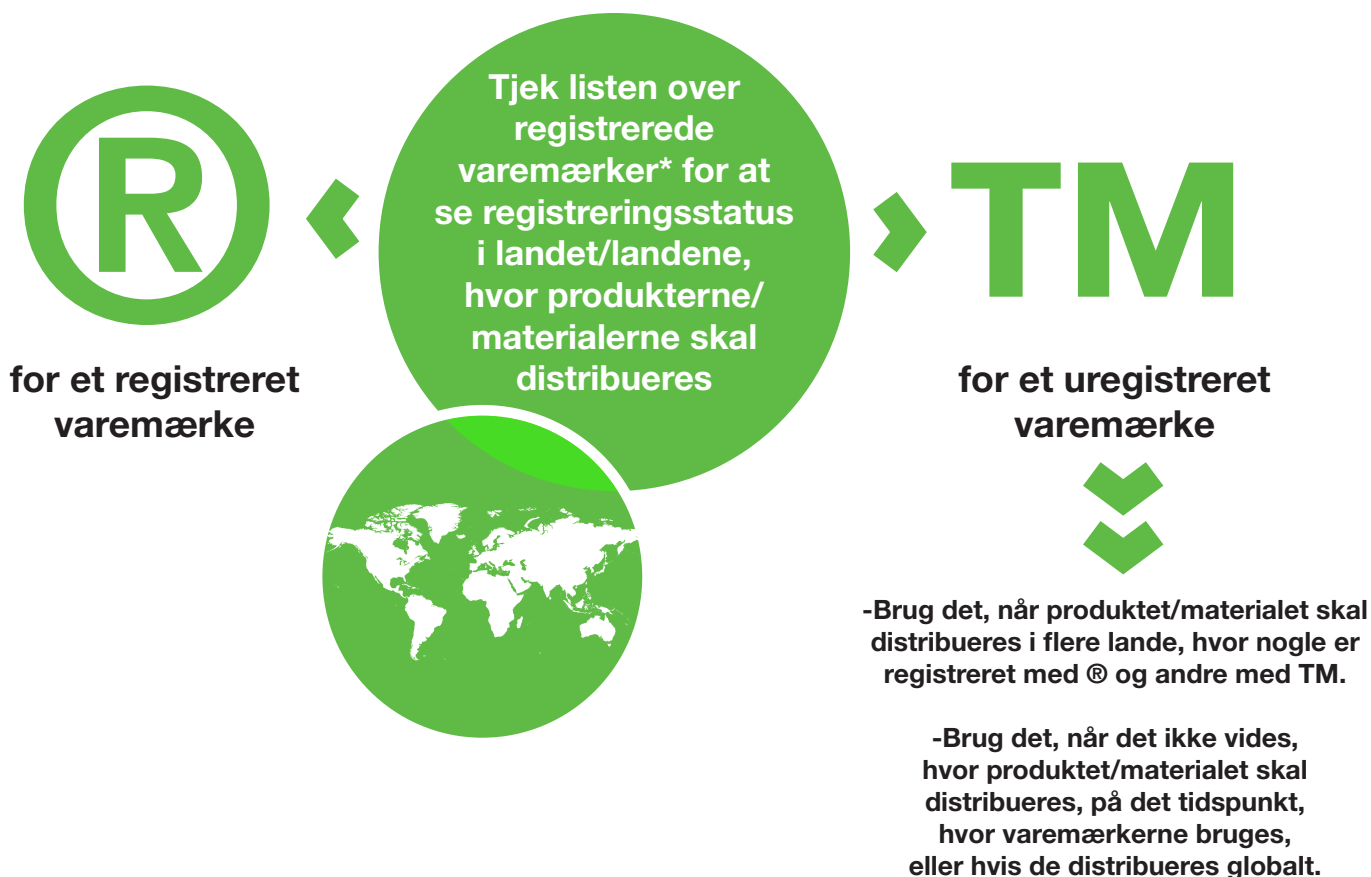 ®
for et registreret
varemærke
Tjek listen over
registrerede
varemærker* for at
se registreringsstatus
i landet/landene,
hvor produkterne/
materialerne skal
distribueres
TM
for et uregistreret
varemærke
-Brug det, når produktet/materialet skal
distribueres i flere lande, hvor nogle er
registreret med ® og andre med TM.
-Brug det, når det ikke vides,
hvor produktet/materialet skal
distribueres, på det tidspunkt,
hvor varemærkerne bruges,
eller hvis de distribueres globalt.